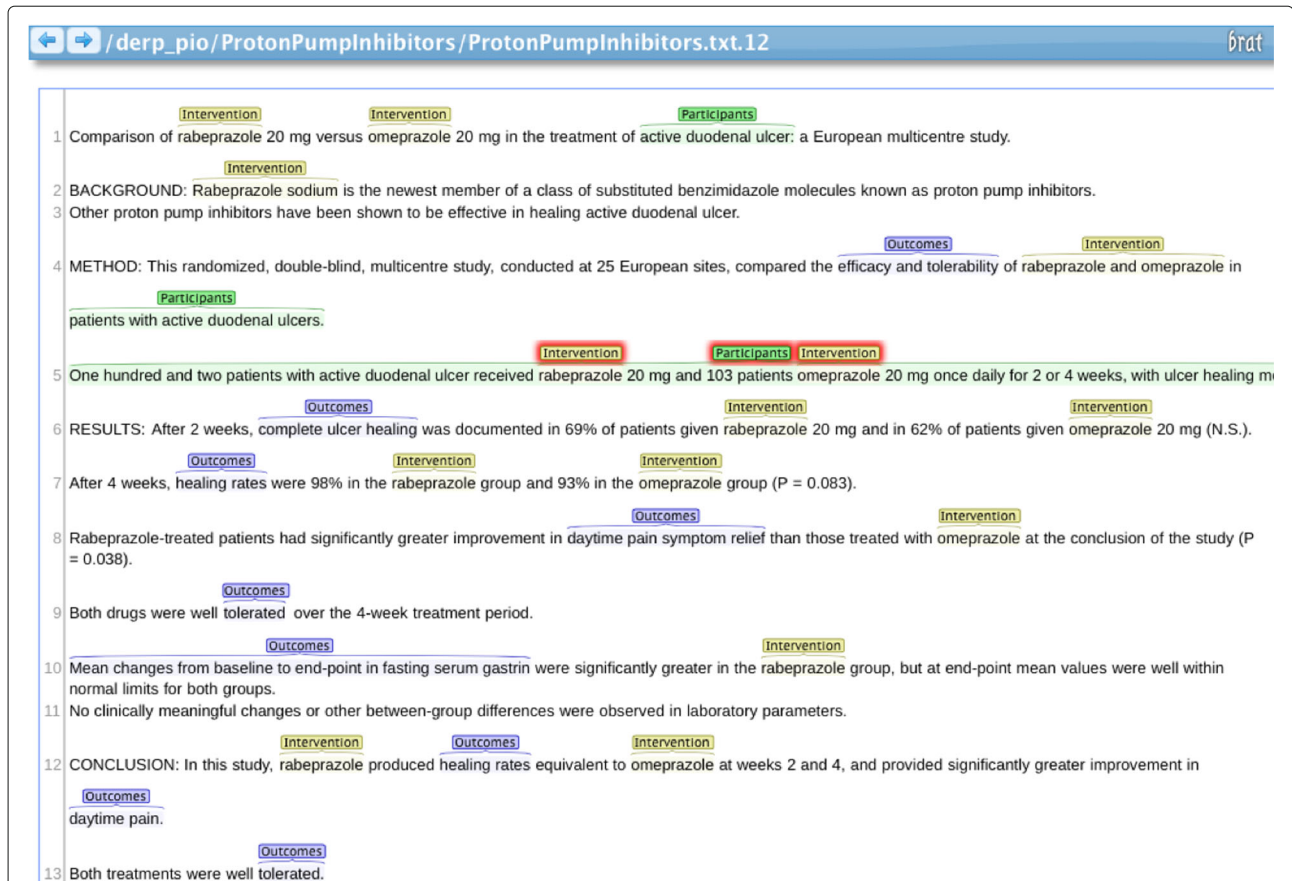 /derp_pio/ProtonPumpInhibitors/ProtonPumpInhibitors.txt.12 brat
Intervention Intervention Participants
1 Comparison of rabeprazole 20 mg versus omeprazole 20 mg in the treatment of active duodenal ulcer: a European multicentre study.
Intervention
2 BACKGROUND: Rabeprazole sodium is the newest member of a class of substituted benzimidazole molecules known as proton pump inhibitors.
3 Other proton pump inhibitors have been shown to be effective in healing active duodenal ulcer.
Outcomes Intervention
4 METHOD: This randomized, double-blind, multicentre study, conducted at 25 European sites, compared the efficacy and tolerability of rabeprazole and omeprazole in
Participants
patients with active duodenal ulcers.
Intervention Participants Intervention
5 One hundred and two patients with active duodenal ulcer received rabeprazole 20 mg and 103 patients omeprazole 20 mg once daily for 2 or 4 weeks, with ulcer healing
Outcomes Intervention Intervention
6 RESULTS: After 2 weeks, complete ulcer healing was documented in 69% of patients given rabeprazole 20 mg and in 62% of patients given omeprazole 20 mg (N.S.).
Outcomes Intervention Intervention
7 After 4 weeks, healing rates were 98% in the rabeprazole group and 93% in the omeprazole group (P = 0.083).
Outcomes Intervention
8 Rabeprazole-treated patients had significantly greater improvement in daytime pain symptom relief than those treated with omeprazole at the conclusion of the study (P
= 0.038).
Outcomes
9 Both drugs were well tolerated over the 4-week treatment period.
Outcomes Intervention
10 Mean changes from baseline to end-point in fasting serum gastrin were significantly greater in the rabeprazole group, but at end-point mean values were well within
normal limits for both groups.
11 No clinically meaningful changes or other between-group differences were observed in laboratory parameters.
Intervention Outcomes Intervention
12 CONCLUSION: In this study, rabeprazole produced healing rates equivalent to omeprazole at weeks 2 and 4, and provided significantly greater improvement in
Outcomes
daytime pain.
Outcomes
13 Both treatments were well tolerated.